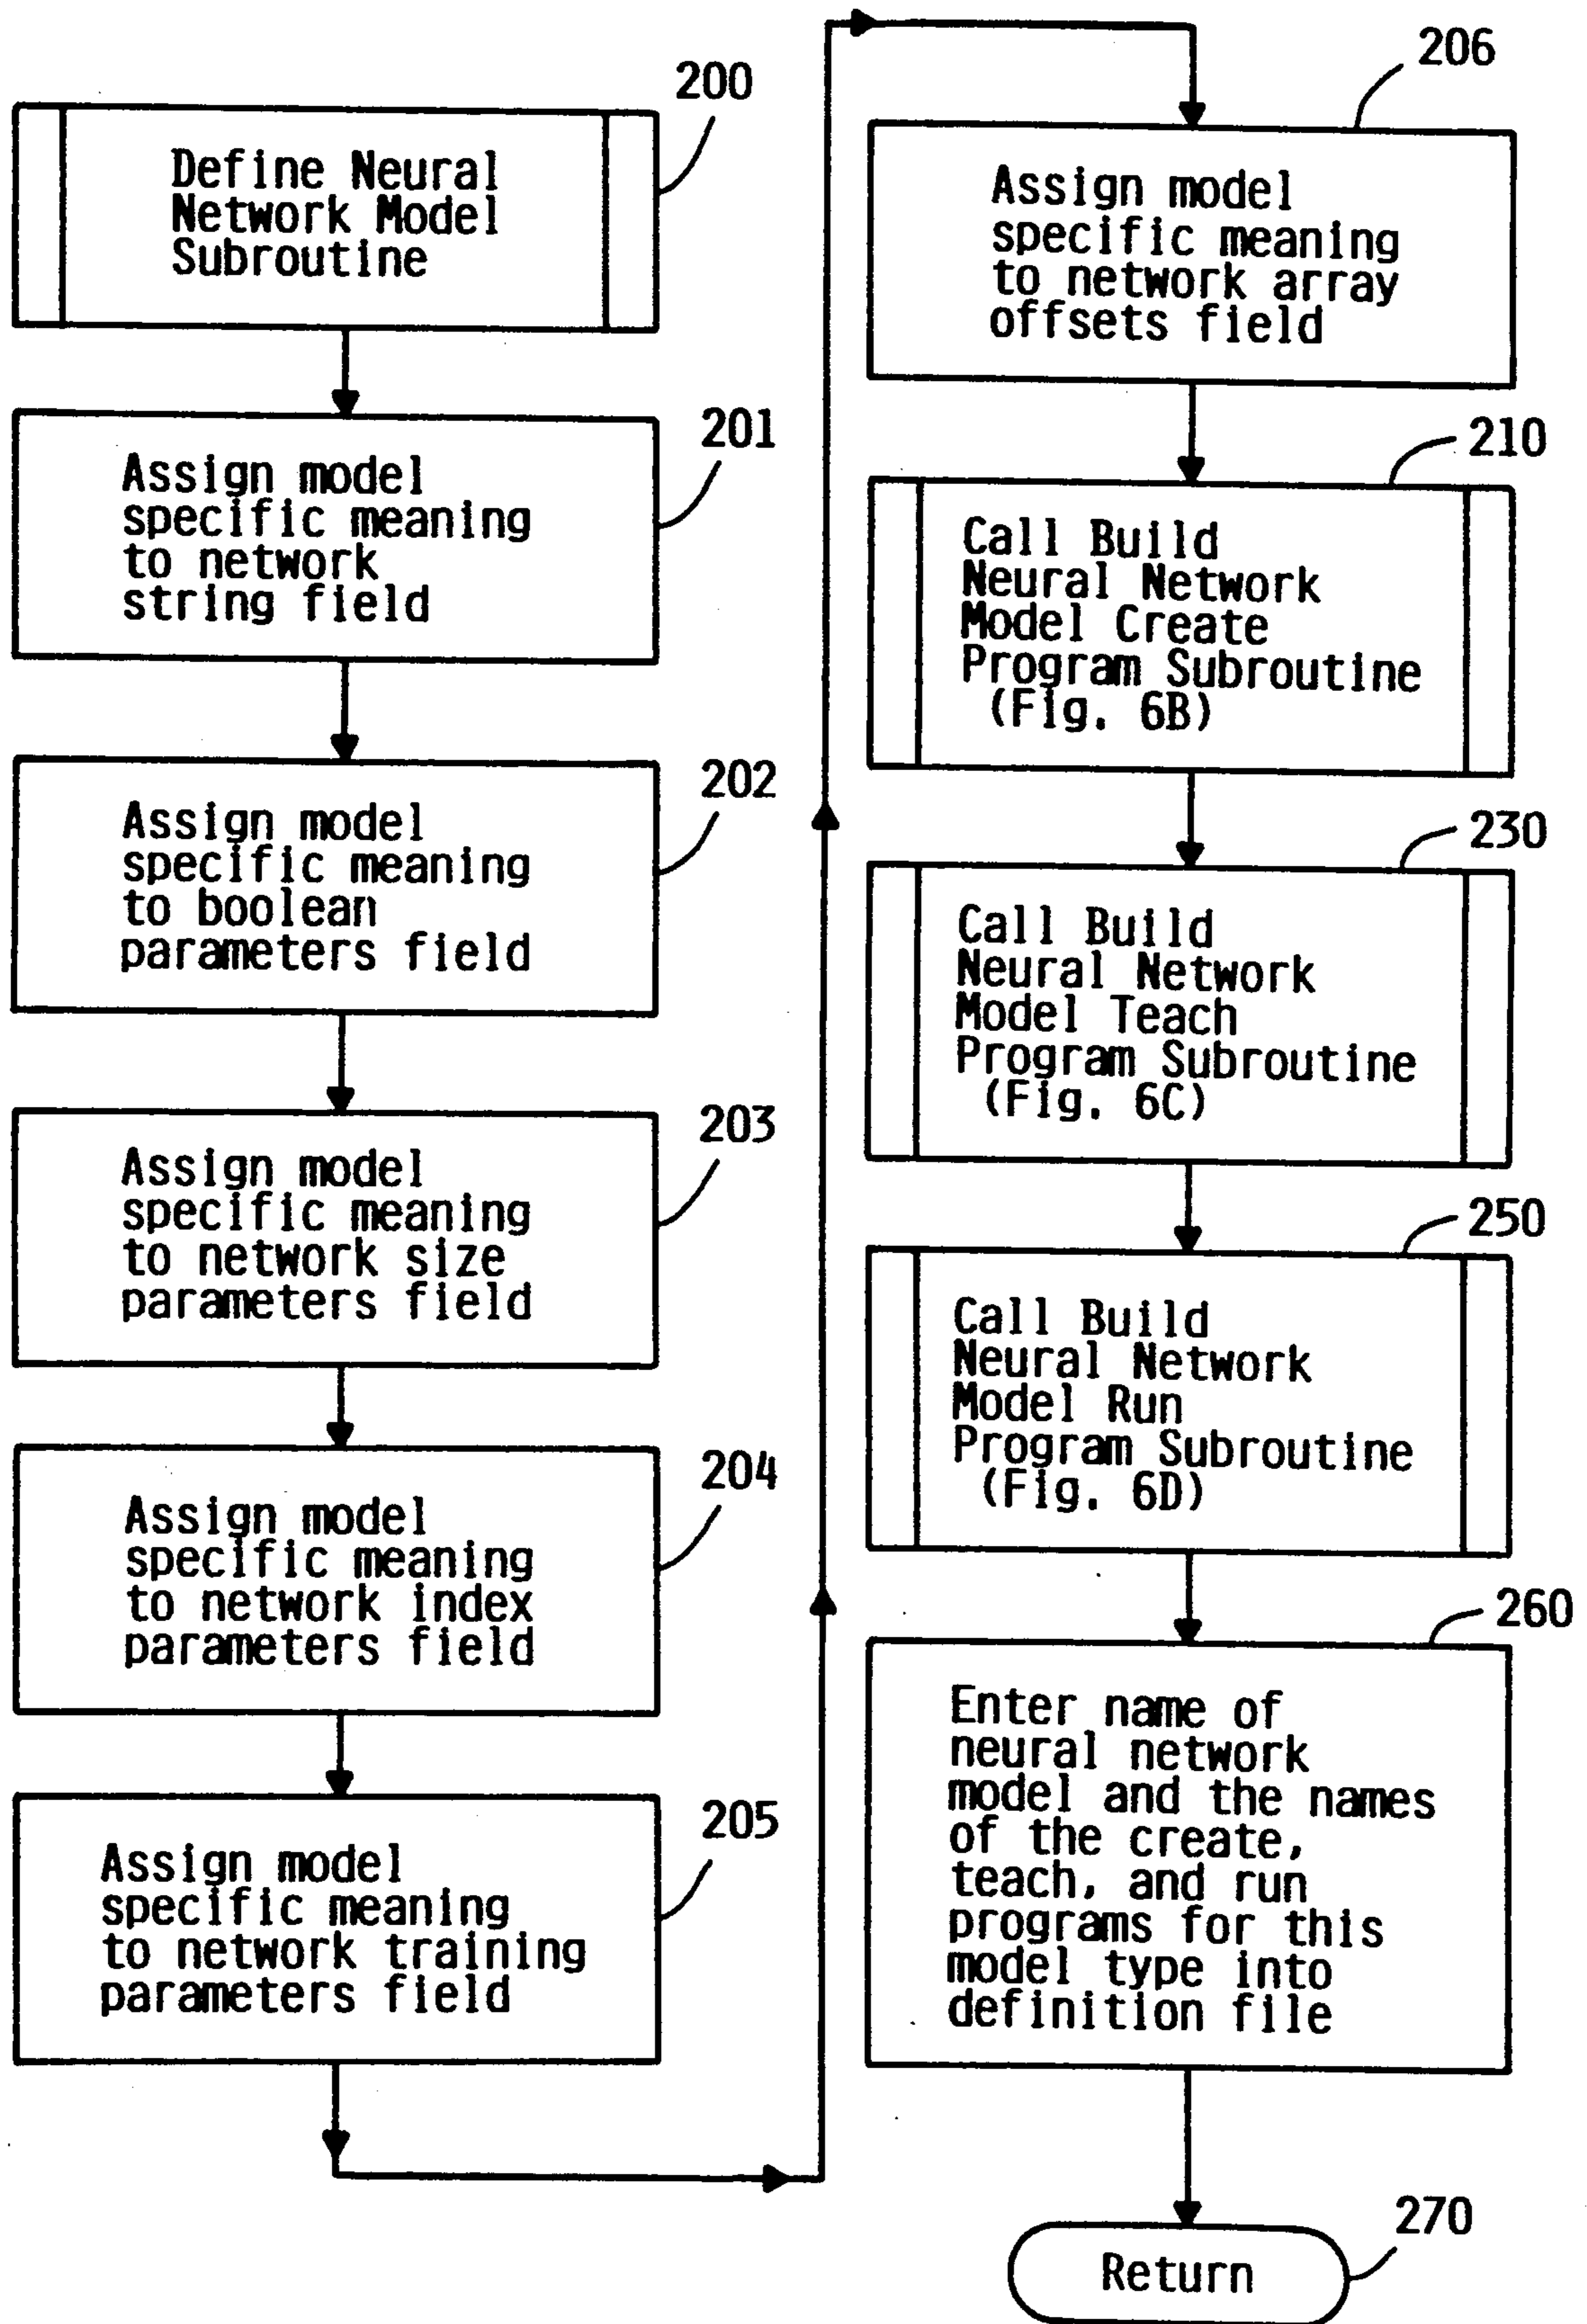 200
Define Neural
Network Model
Subroutine
201
Assign model
specific meaning
to network
string field
202
Assign model
specific meaning
to boolean
parameters field
203
Assign model
specific meaning
to network size
parameters field
204
Assign model
specific meaning
to network index
parameters field
205
Assign model
specific meaning
to network training
parameters field
206
Assign model
specific meaning
to network array
offsets field
210
Call Build
Neural Network
Model Create
Program Subroutine
(Fig. 6B)
230
Call Build
Neural Network
Model Teach
Program Subroutine
(Fig. 6C)
250
Call Build
Neural Network
Model Run
Program Subroutine
(Fig. 6D)
260
Enter name of
neural network
model and the names
of the create,
teach, and run
programs for this
model type into
definition file
270
Return